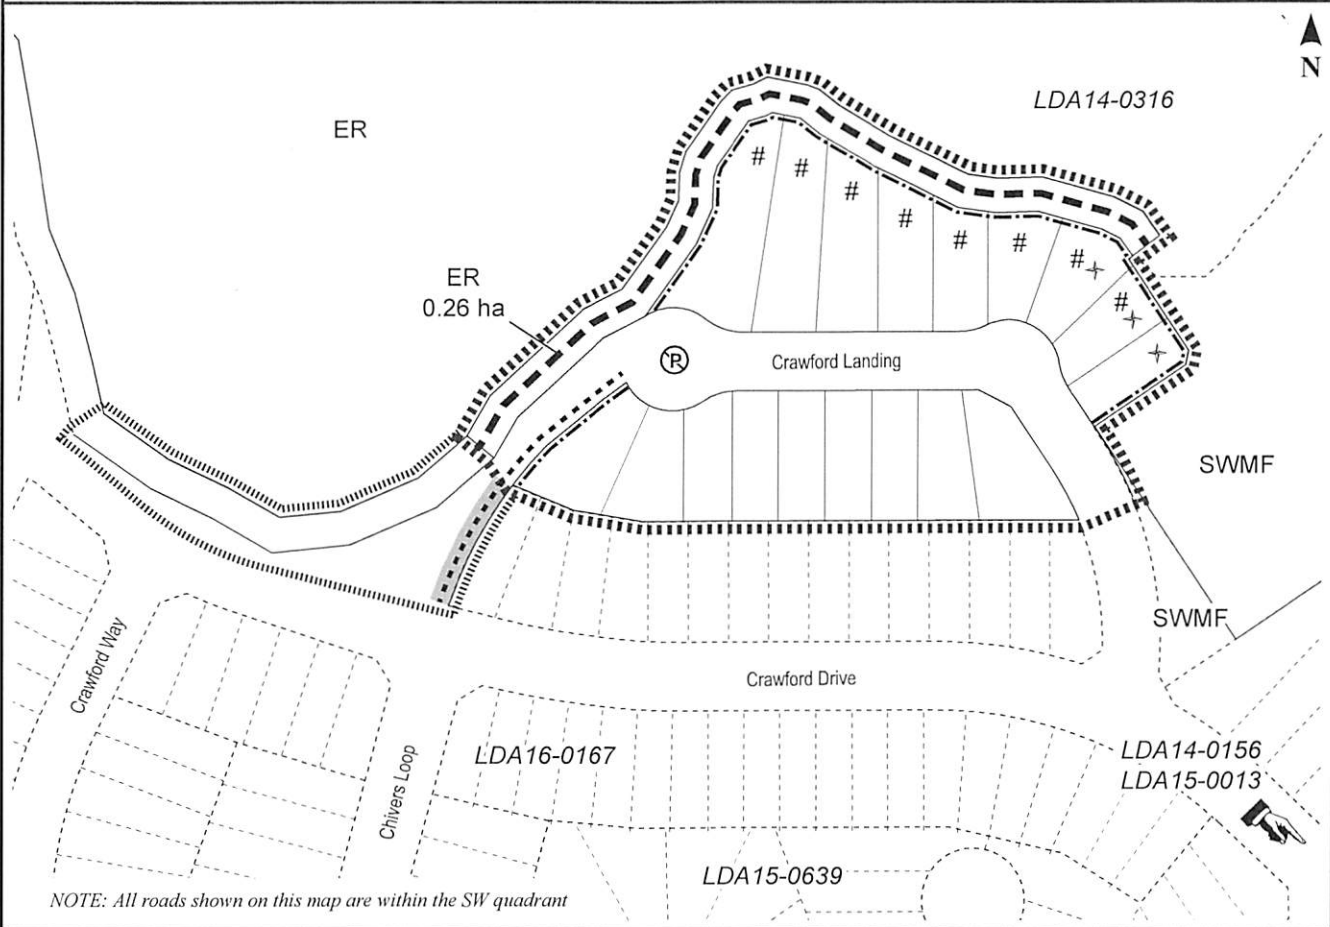 N
LDA14-0316
ER
#
#
#
#
#
#
#
#
ER
0.26 ha
R
Crawford Landing
SWMF
SWMF
Crawford Way
Crawford Drive
Chivers Loop
LDA16-0167
LDA14-0156
LDA15-0013
LDA15-0639
NOTE: All roads shown on this map are within the SW quadrant